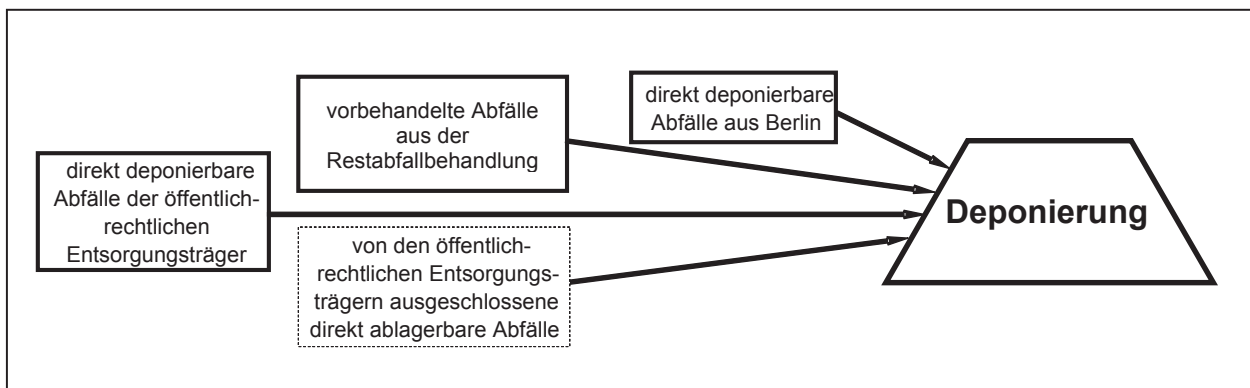 direkt deponierbare
Abfälle der öffentlich-
rechtlichen
Entsorgungsträger
vorbehandelte Abfälle
aus der
Restabfallbehandlung
direkt deponierbare
Abfälle aus Berlin
von den öffentlich-
rechtlichen Entsorgungs-
trägern ausgeschlossene
direkt ablagerbare Abfälle
Deponierung